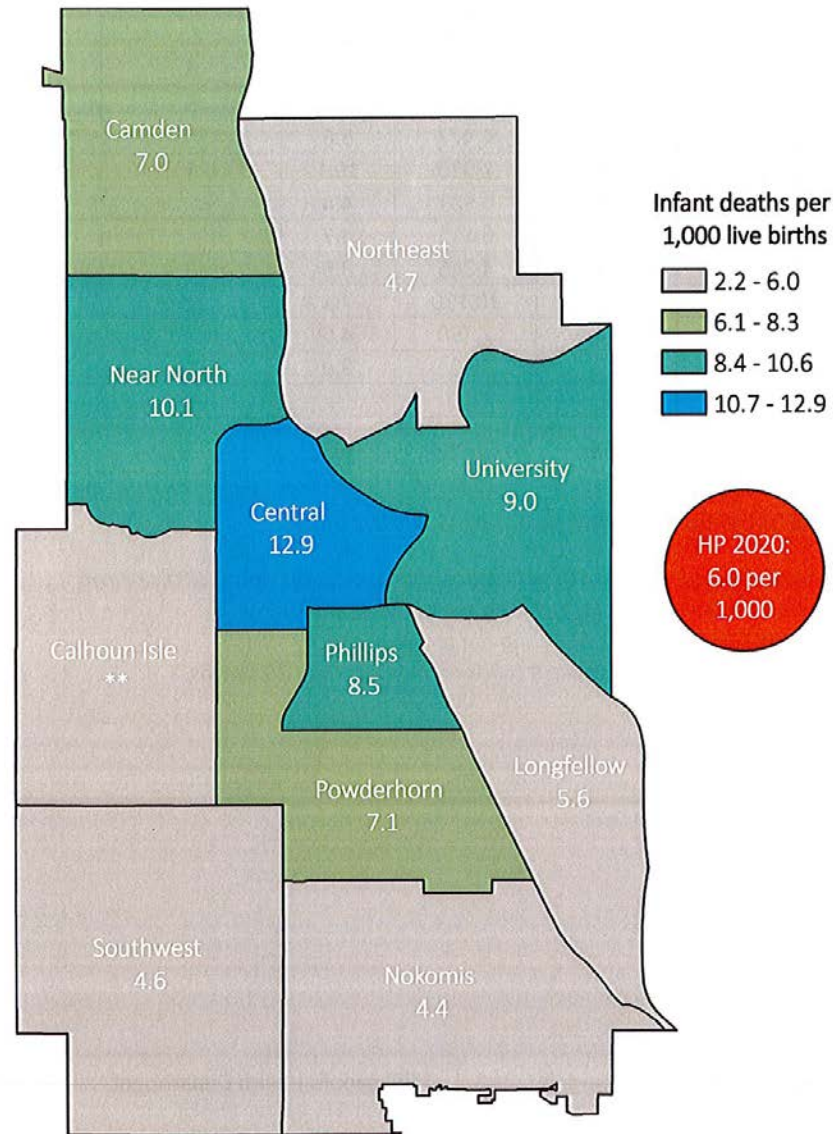 Camden
7.0
Northeast
4.7
Infant deaths per
1,000 live births
2.2 - 6.0
6.1 - 8.3
8.4 - 10.6
10.7 - 12.9
Near North
10.1
University
9.0
Central
12.9
HP 2020:
6.0 per
1,000
Calhoun Isle
**
Phillips
8.5
Longfellow
5.6
Powderhorn
7.1
Southwest
4.6
Nokomis
4.4